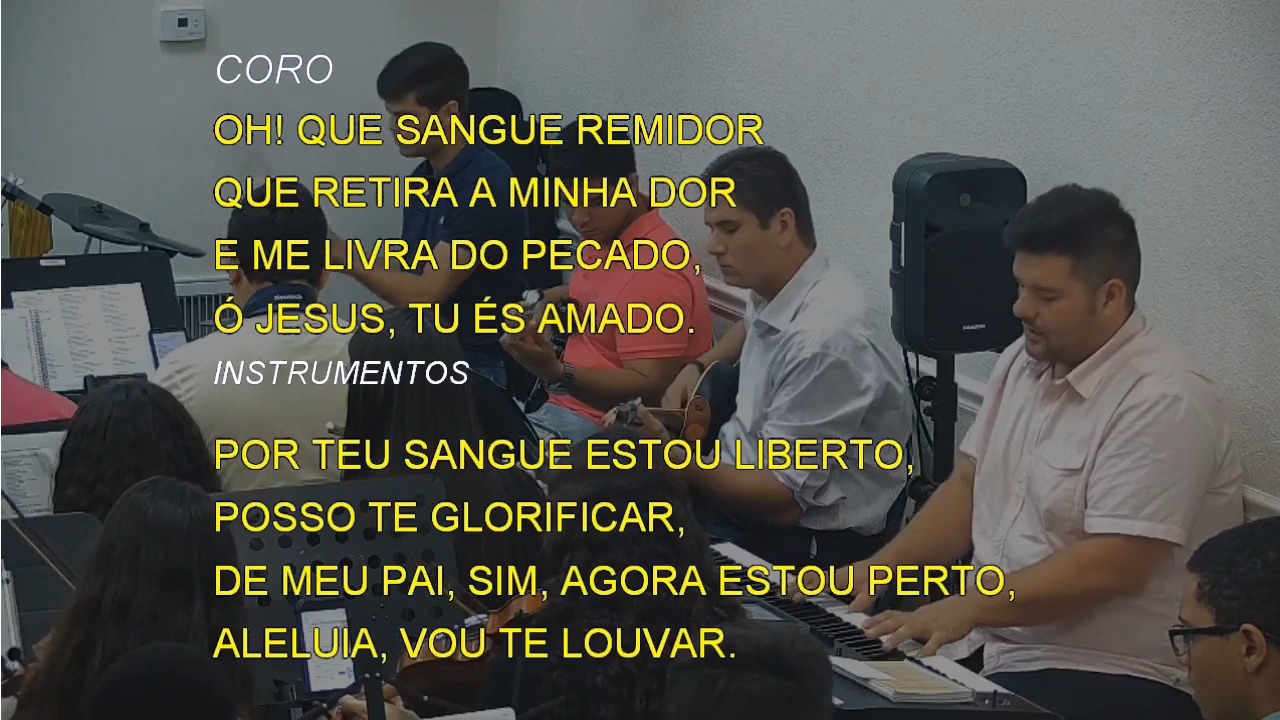 CORO
OH! QUE SANGUE REMIDOR
QUE RETIRA A MINHA DOR
E ME LIVRA DO PECADO,
Ó JESUS, TU ÉS AMADO.
INSTRUMENTOS
POR TEU SANGUE ESTOU LIBERTO,
POSSO TE GLORIFICAR,
DE MEU PAI, SIM, AGORA ESTOU PERTO,
ALELUIA, VOU TE LOUVAR.